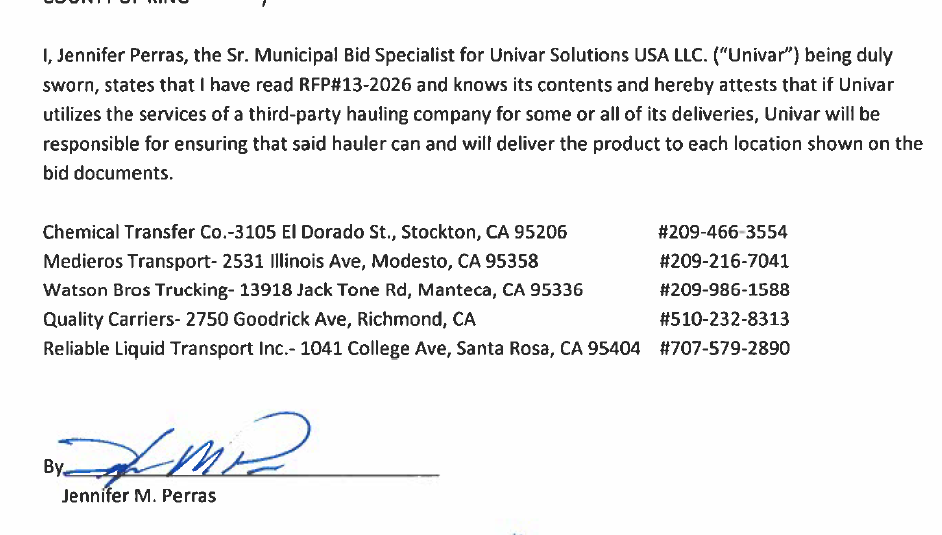 COUNTY OF KING )
I, Jennifer Perras, the Sr. Municipal Bid Specialist for Univar Solutions USA LLC. (“Univar”) being duly
sworn, states that I have read RFP#13-2026 and knows its contents and hereby attests that if Univar
utilizes the services of a third-party hauling company for some or all of its deliveries, Univar will be
responsible for ensuring that said hauler can and will deliver the product to each location shown on the
bid documents.
Chemical Transfer Co.-3105 El Dorado St., Stockton, CA 95206 #209-466-3554
Medieros Transport- 2531 Illinois Ave, Modesto, CA 95358 #209-216-7041
Watson Bros Trucking- 13918 Jack Tone Rd, Manteca, CA 95336 #209-986-1588
Quality Carriers- 2750 Goodrick Ave, Richmond, CA #510-232-8313
Reliable Liquid Transport Inc.- 1041 College Ave, Santa Rosa, CA 95404 #707-579-2890
By
Jennifer M. Perras